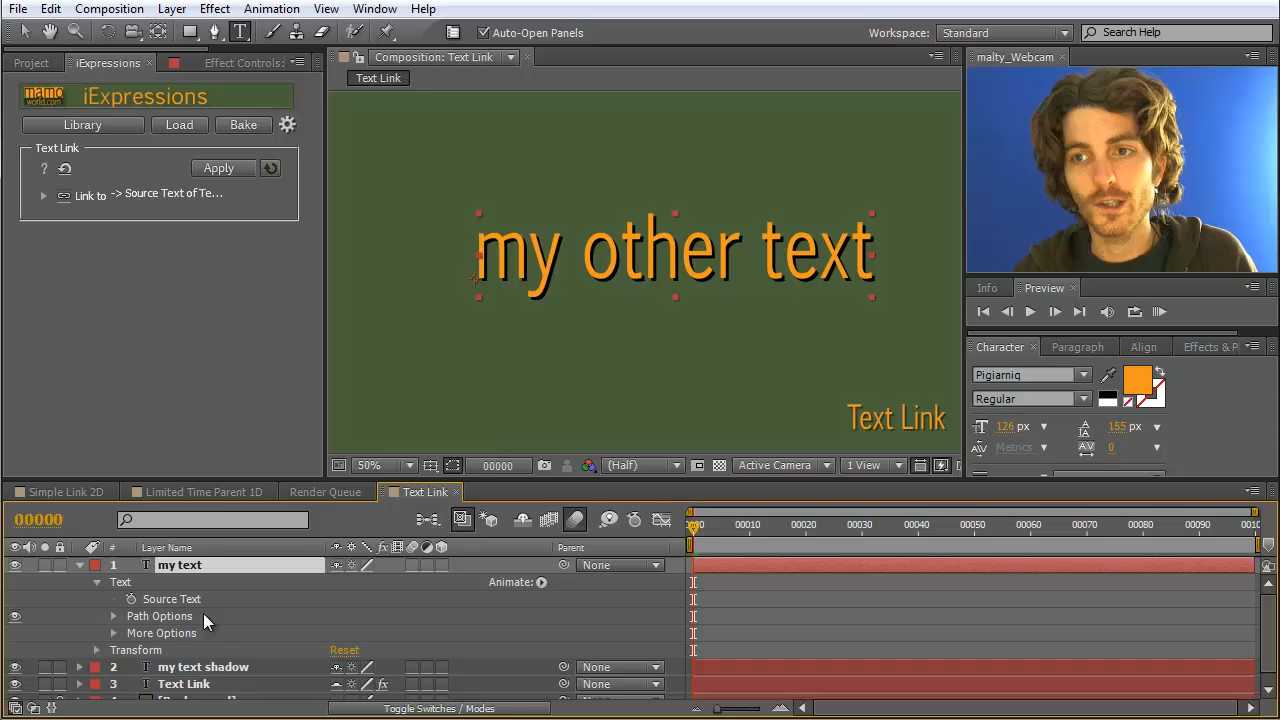 File Edit Composition Layer Effect Animation View Window Help
Auto-Open Panels Workspace: Standard Search Help
Project iExpressions Effect Controls:
Composition: Text Link
malty_Webcam
Text Link
mamo world.com iExpressions
Library Load Bake
Text Link
? Apply
Link to -> Source Text of Te...
my other text
Text Link
Info Preview
Character Paragraph Align Effects & P
Pigiarniq
Regular
126 px 155 px
Metrics 0
50% 00000 (Half) Active Camera 1 View
Simple Link 2D Limited Time Parent 1D Render Queue Text Link
00000
00010 00020 00030 00040 00050 00060 00070 00080 00090 0010
# Layer Name Parent
1 T my text None
Text Animate:
Source Text
Path Options
More Options
Transform Reset
2 T my text shadow None
3 T Text Link None
Toggle Switches / Modes